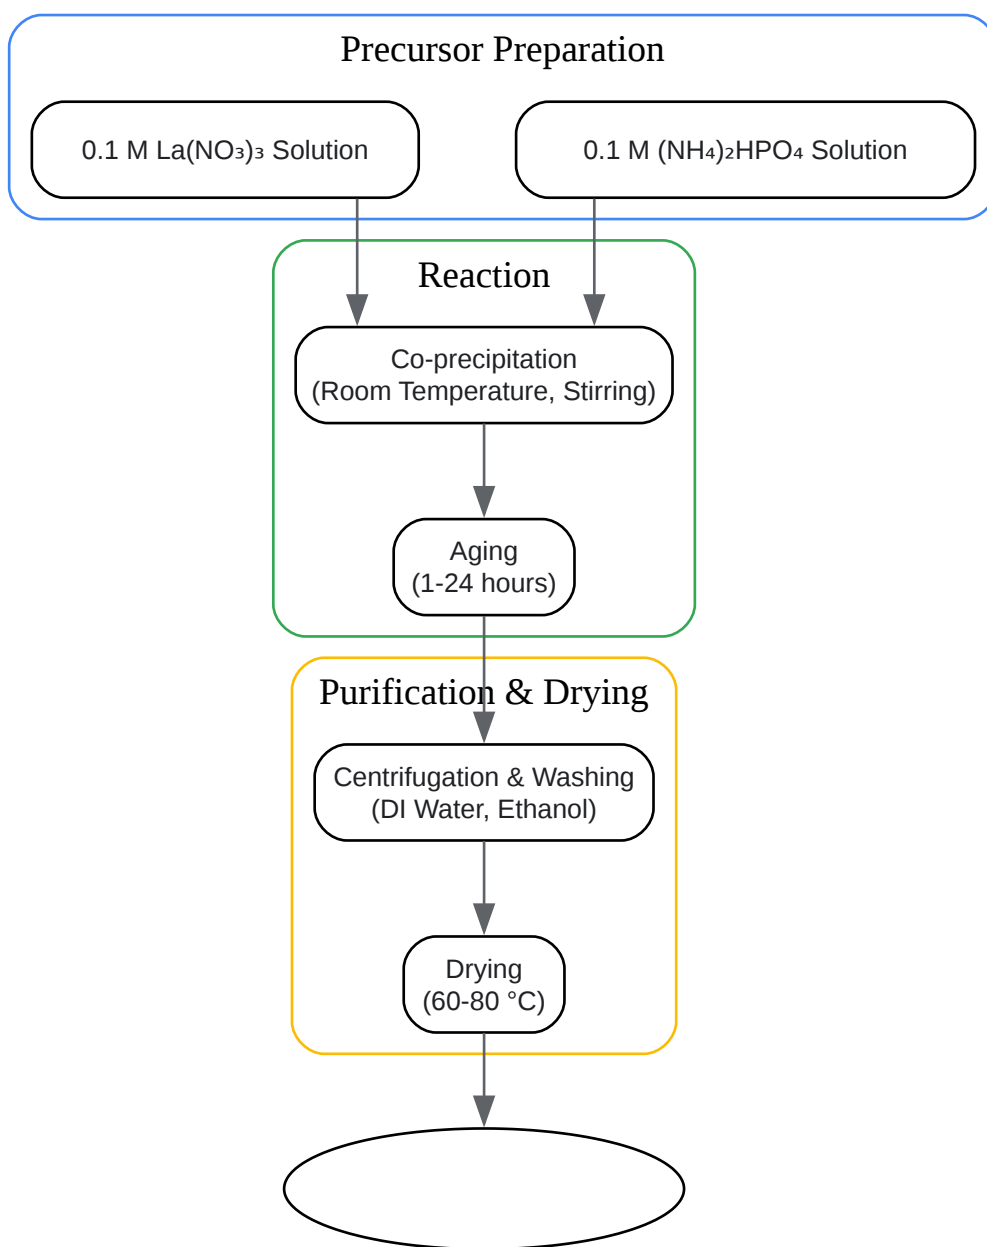 Precursor Preparation
0.1 M La(NO₃)₃ Solution
0.1 M (NH₄)₂HPO₄ Solution
Reaction
Co-precipitation
(Room Temperature, Stirring)
Aging
(1-24 hours)
Purification & Drying
Centrifugation & Washing
(DI Water, Ethanol)
Drying
(60-80 °C)